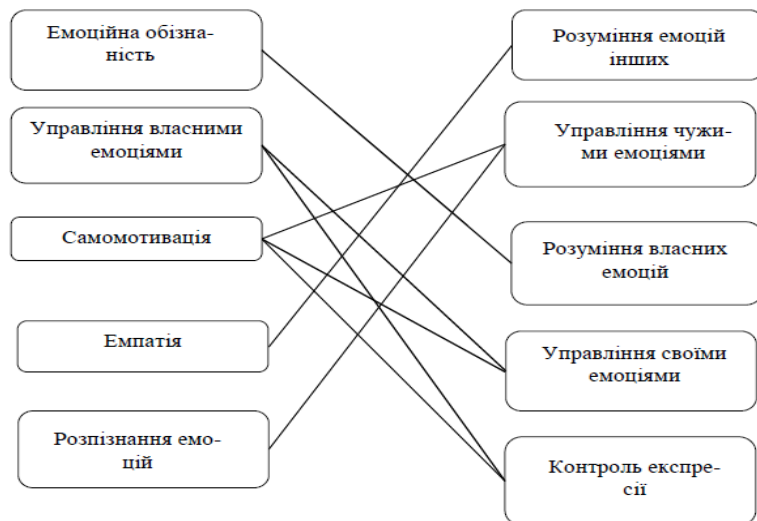 Емоційна обізна-
ність
Управління власними
емоціями
Самомотивація
Емпатія
Розпізнання емо-
цій
Розуміння емоцій
інших
Управління чужи-
ми емоціями
Розуміння власних
емоцій
Управління своїми
емоціями
Контроль експре-
сії